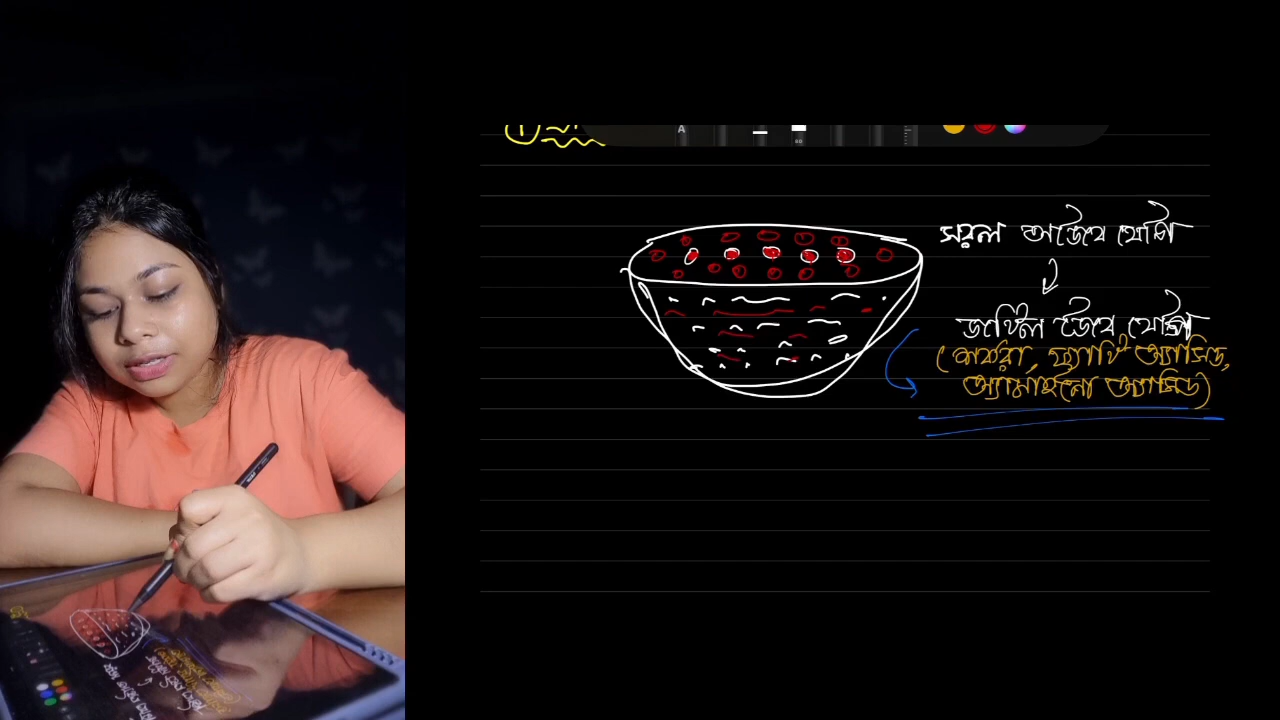 সরল অজৈব যৌগ
জটিল জৈব যৌগ
(শর্করা, ফ্যাটি অ্যাসিড,
অ্যামাইনো অ্যাসিড)